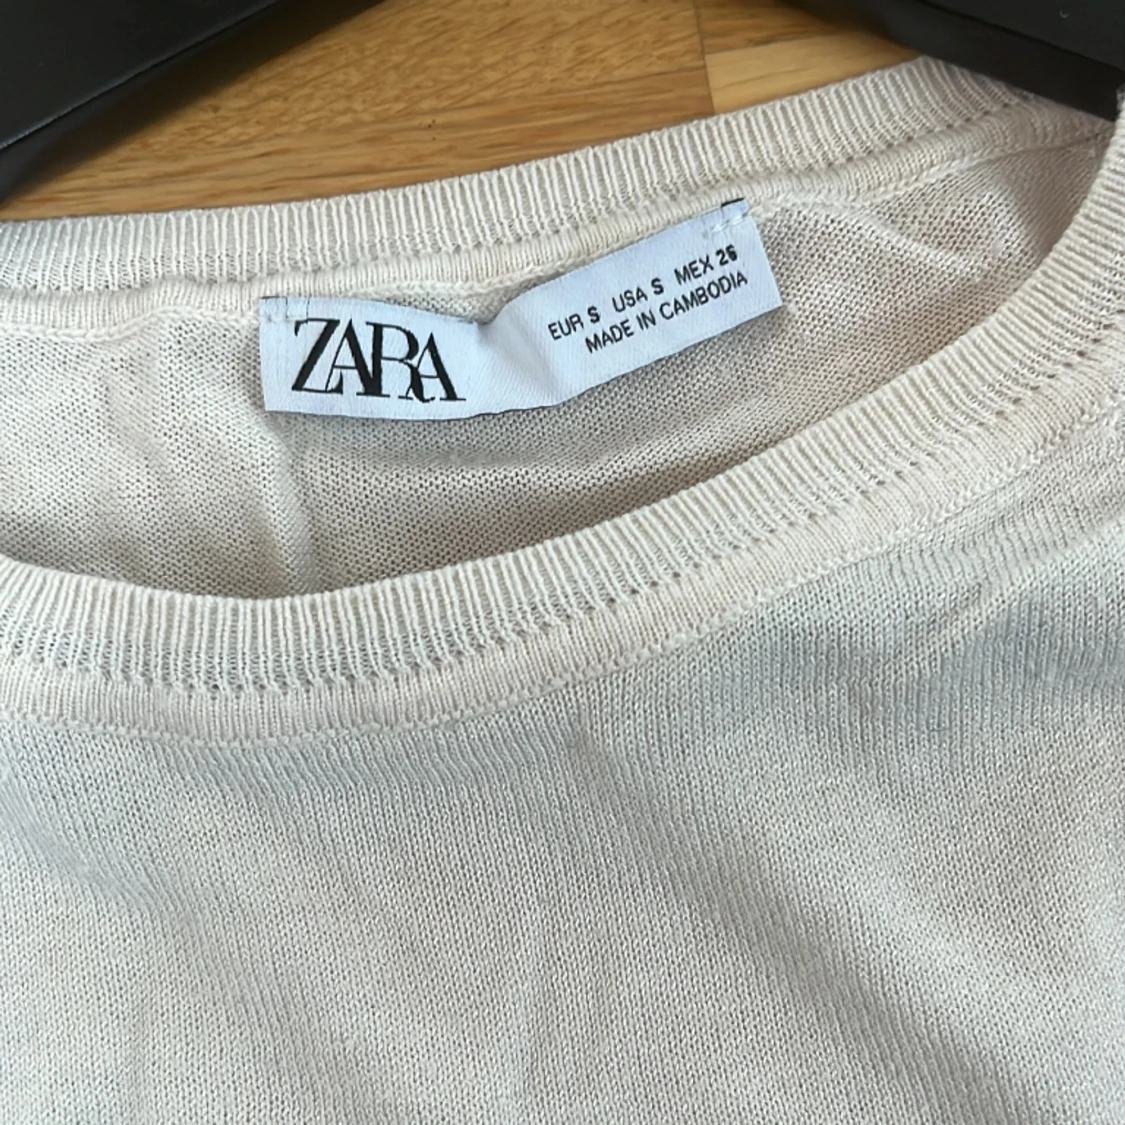 ZARA
EUR S USA S MEX 26
MADE IN CAMBODIA